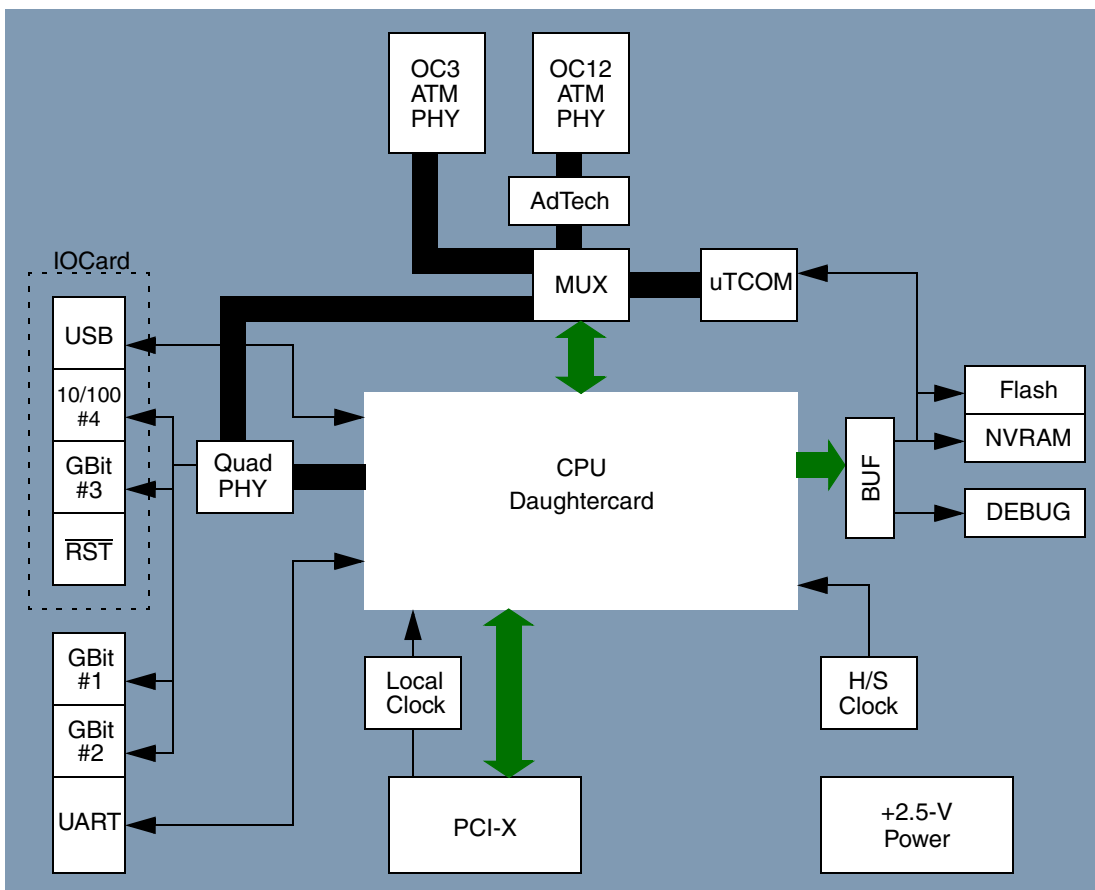 OC3
ATM
PHY
OC12
ATM
PHY
AdTech
IOCard
MUX
uTCOM
USB
10/100
#4
GBit
#3
RST
Quad
PHY
CPU
Daughtercard
BUF
Flash
NVRAM
DEBUG
GBit
#1
GBit
#2
UART
Local
Clock
H/S
Clock
PCI-X
+2.5-V
Power